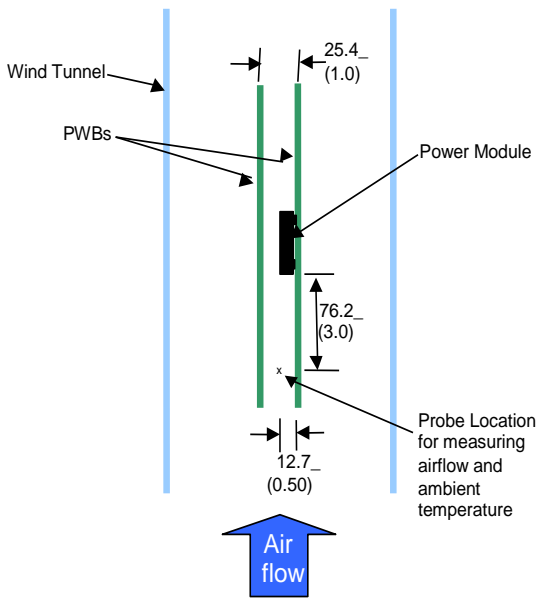 25.4_
(1.0)
Wind Tunnel
PWBs
Power Module
76.2_
(3.0)
x
Probe Location
for measuring
airflow and
ambient
temperature
12.7_
(0.50)
Air
flow